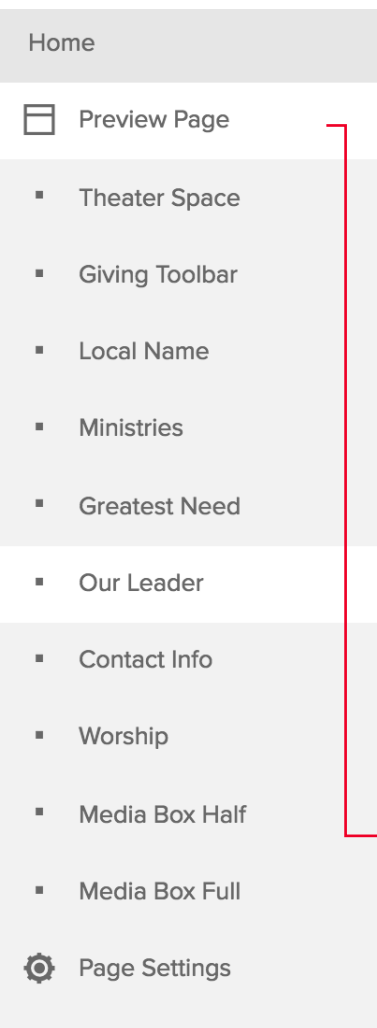 Home
Preview Page
Theater Space
Giving Toolbar
Local Name
Ministries
Greatest Need
Our Leader
Contact Info
Worship
Media Box Half
Media Box Full
Page Settings